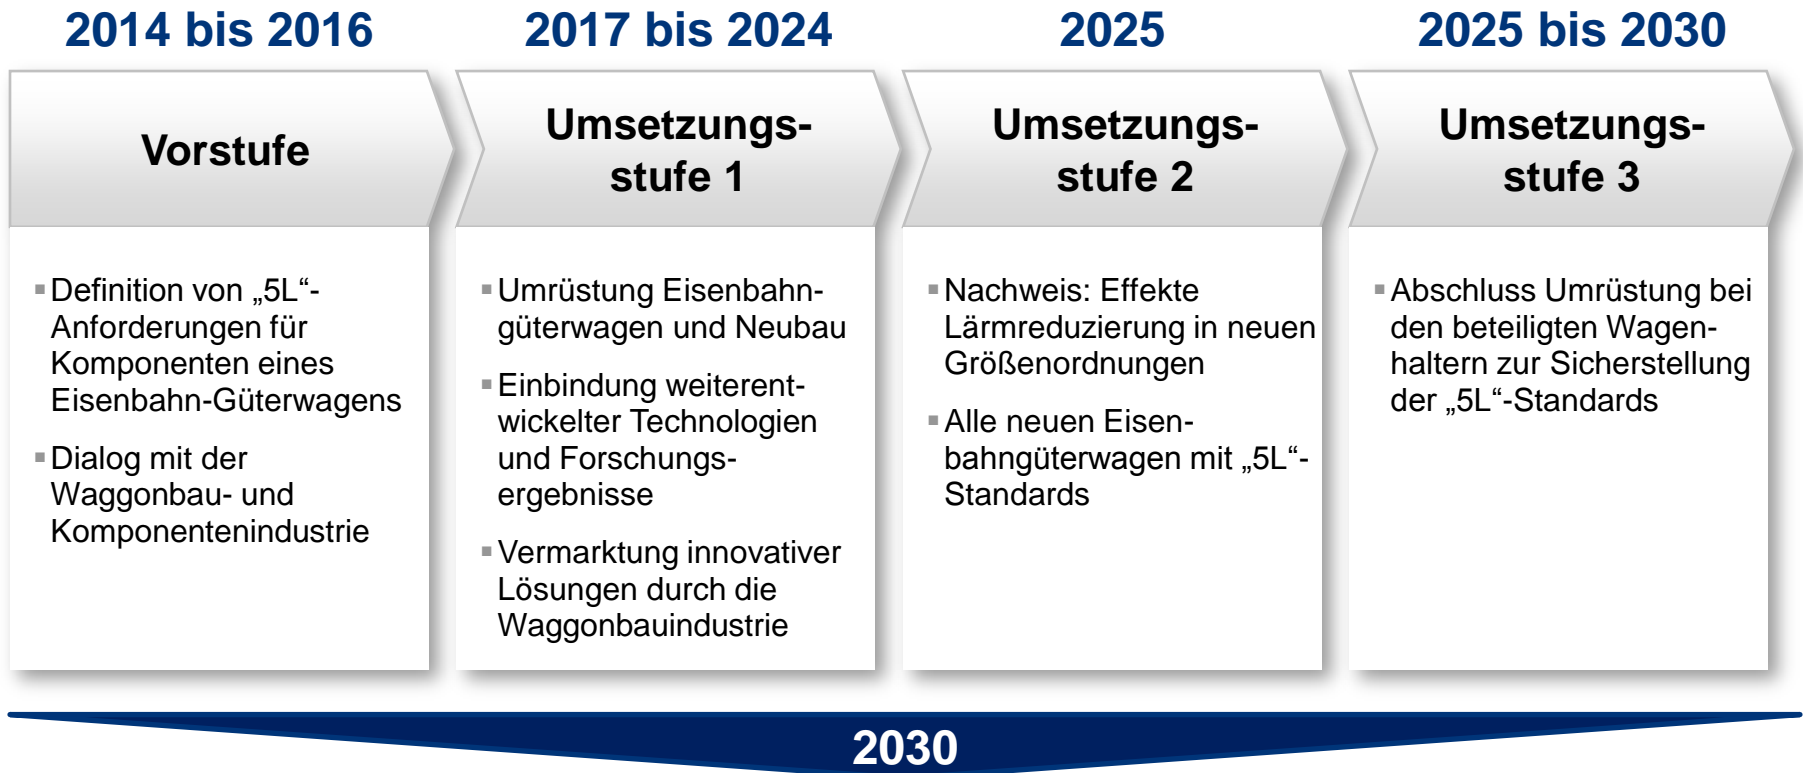 2014 bis 2016
Vorstufe
▪Definition von „5L“-
Anforderungen für
Komponenten eines
Eisenbahn-Güterwagens
▪Dialog mit der
Waggonbau- und
Komponentenindustrie
2017 bis 2024
Umsetzungs-
stufe 1
▪Umrüstung Eisenbahn-
güterwagen und Neubau
▪Einbindung weiterent-
wickelter Technologien
und Forschungs-
ergebnisse
▪Vermarktung innovativer
Lösungen durch die
Waggonbauindustrie
2025
Umsetzungs-
stufe 2
▪Nachweis: Effekte
Lärmreduzierung in neuen
Größenordnungen
▪Alle neuen Eisen-
bahngüterwagen mit „5L“-
Standards
2025 bis 2030
Umsetzungs-
stufe 3
▪Abschluss Umrüstung bei
den beteiligten Wagen-
haltern zur Sicherstellung
der „5L“-Standards
2030